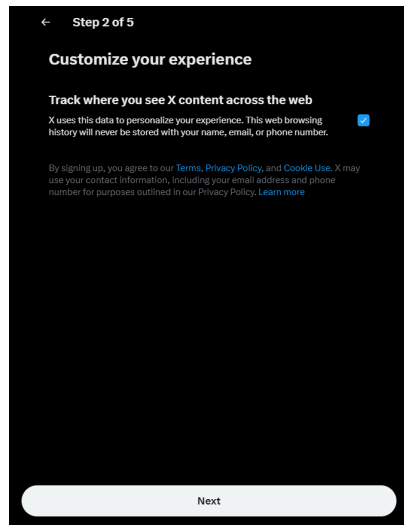 Step 2 of 5
Customize your experience
Track where you see X content across the web
X uses this data to personalize your experience. This web browsing
history will never be stored with your name, email, or phone number.
By signing up, you agree to our Terms, Privacy Policy, and Cookie Use. X may
use your contact information, including your email address and phone
number for purposes outlined in our Privacy Policy. Learn more
Next